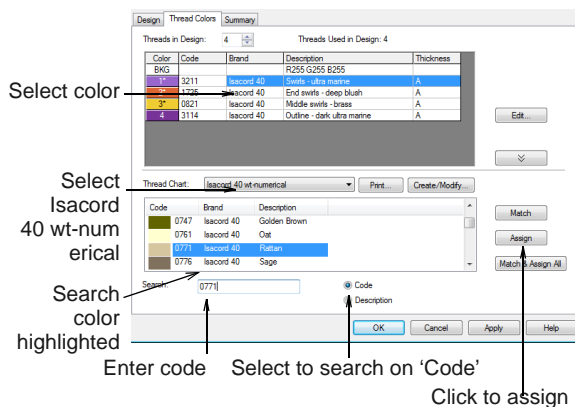 Design Thread Colors Summary
Threads in Design: 4 Threads Used in Design: 4
Color Code Brand Description Thickness
BKG R255 G255 B255
1* 3211 Isacord 40 Swirls - ultra marine A
2* 1725 Isacord 40 End swirls - deep blush A
3* 0821 Isacord 40 Middle swirls - brass A
4 3114 Isacord 40 Outline - dark ultra marine A
Select color
Edit...
Select
Isacord
40 wt-num
erical
Thread Chart: Isacord 40 wt-numerical Print... Create/Modify...
Code Brand Description
0747 Isacord 40 Golden Brown
0761 Isacord 40 Oat
0771 Isacord 40 Rattan
0776 Isacord 40 Sage
Match
Assign
Match & Assign All
Search
color
highlighted
Search: 0771
Code
Description
OK Cancel Apply Help
Enter code
Select to search on ‘Code’
Click to assign